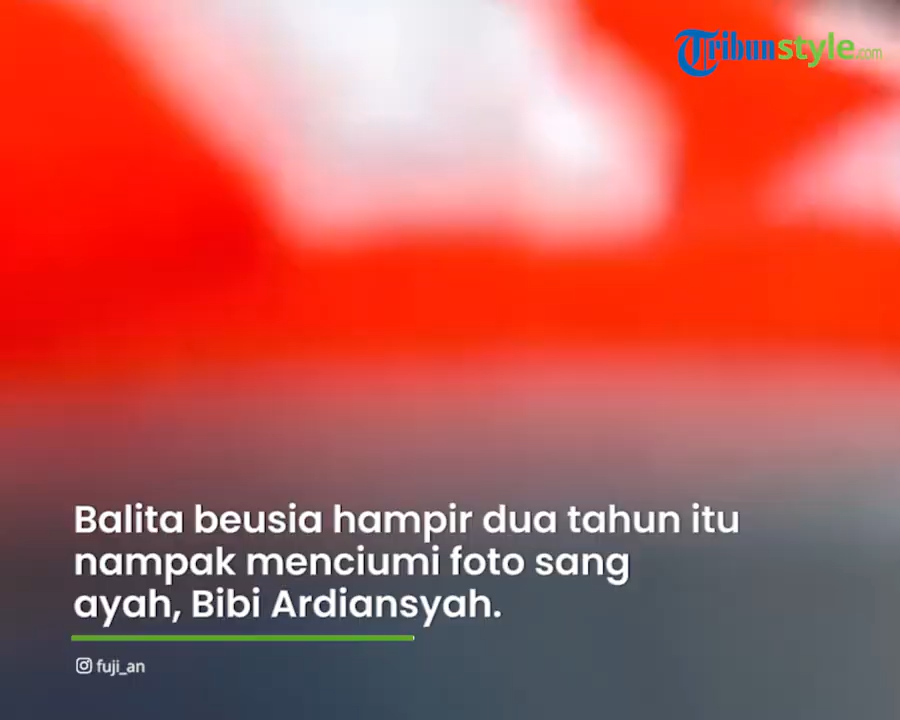 Tribunstyle.com
Balita beusia hampir dua tahun itu
nampak menciumi foto sang
ayah, Bibi Ardiansyah.
fuji_an